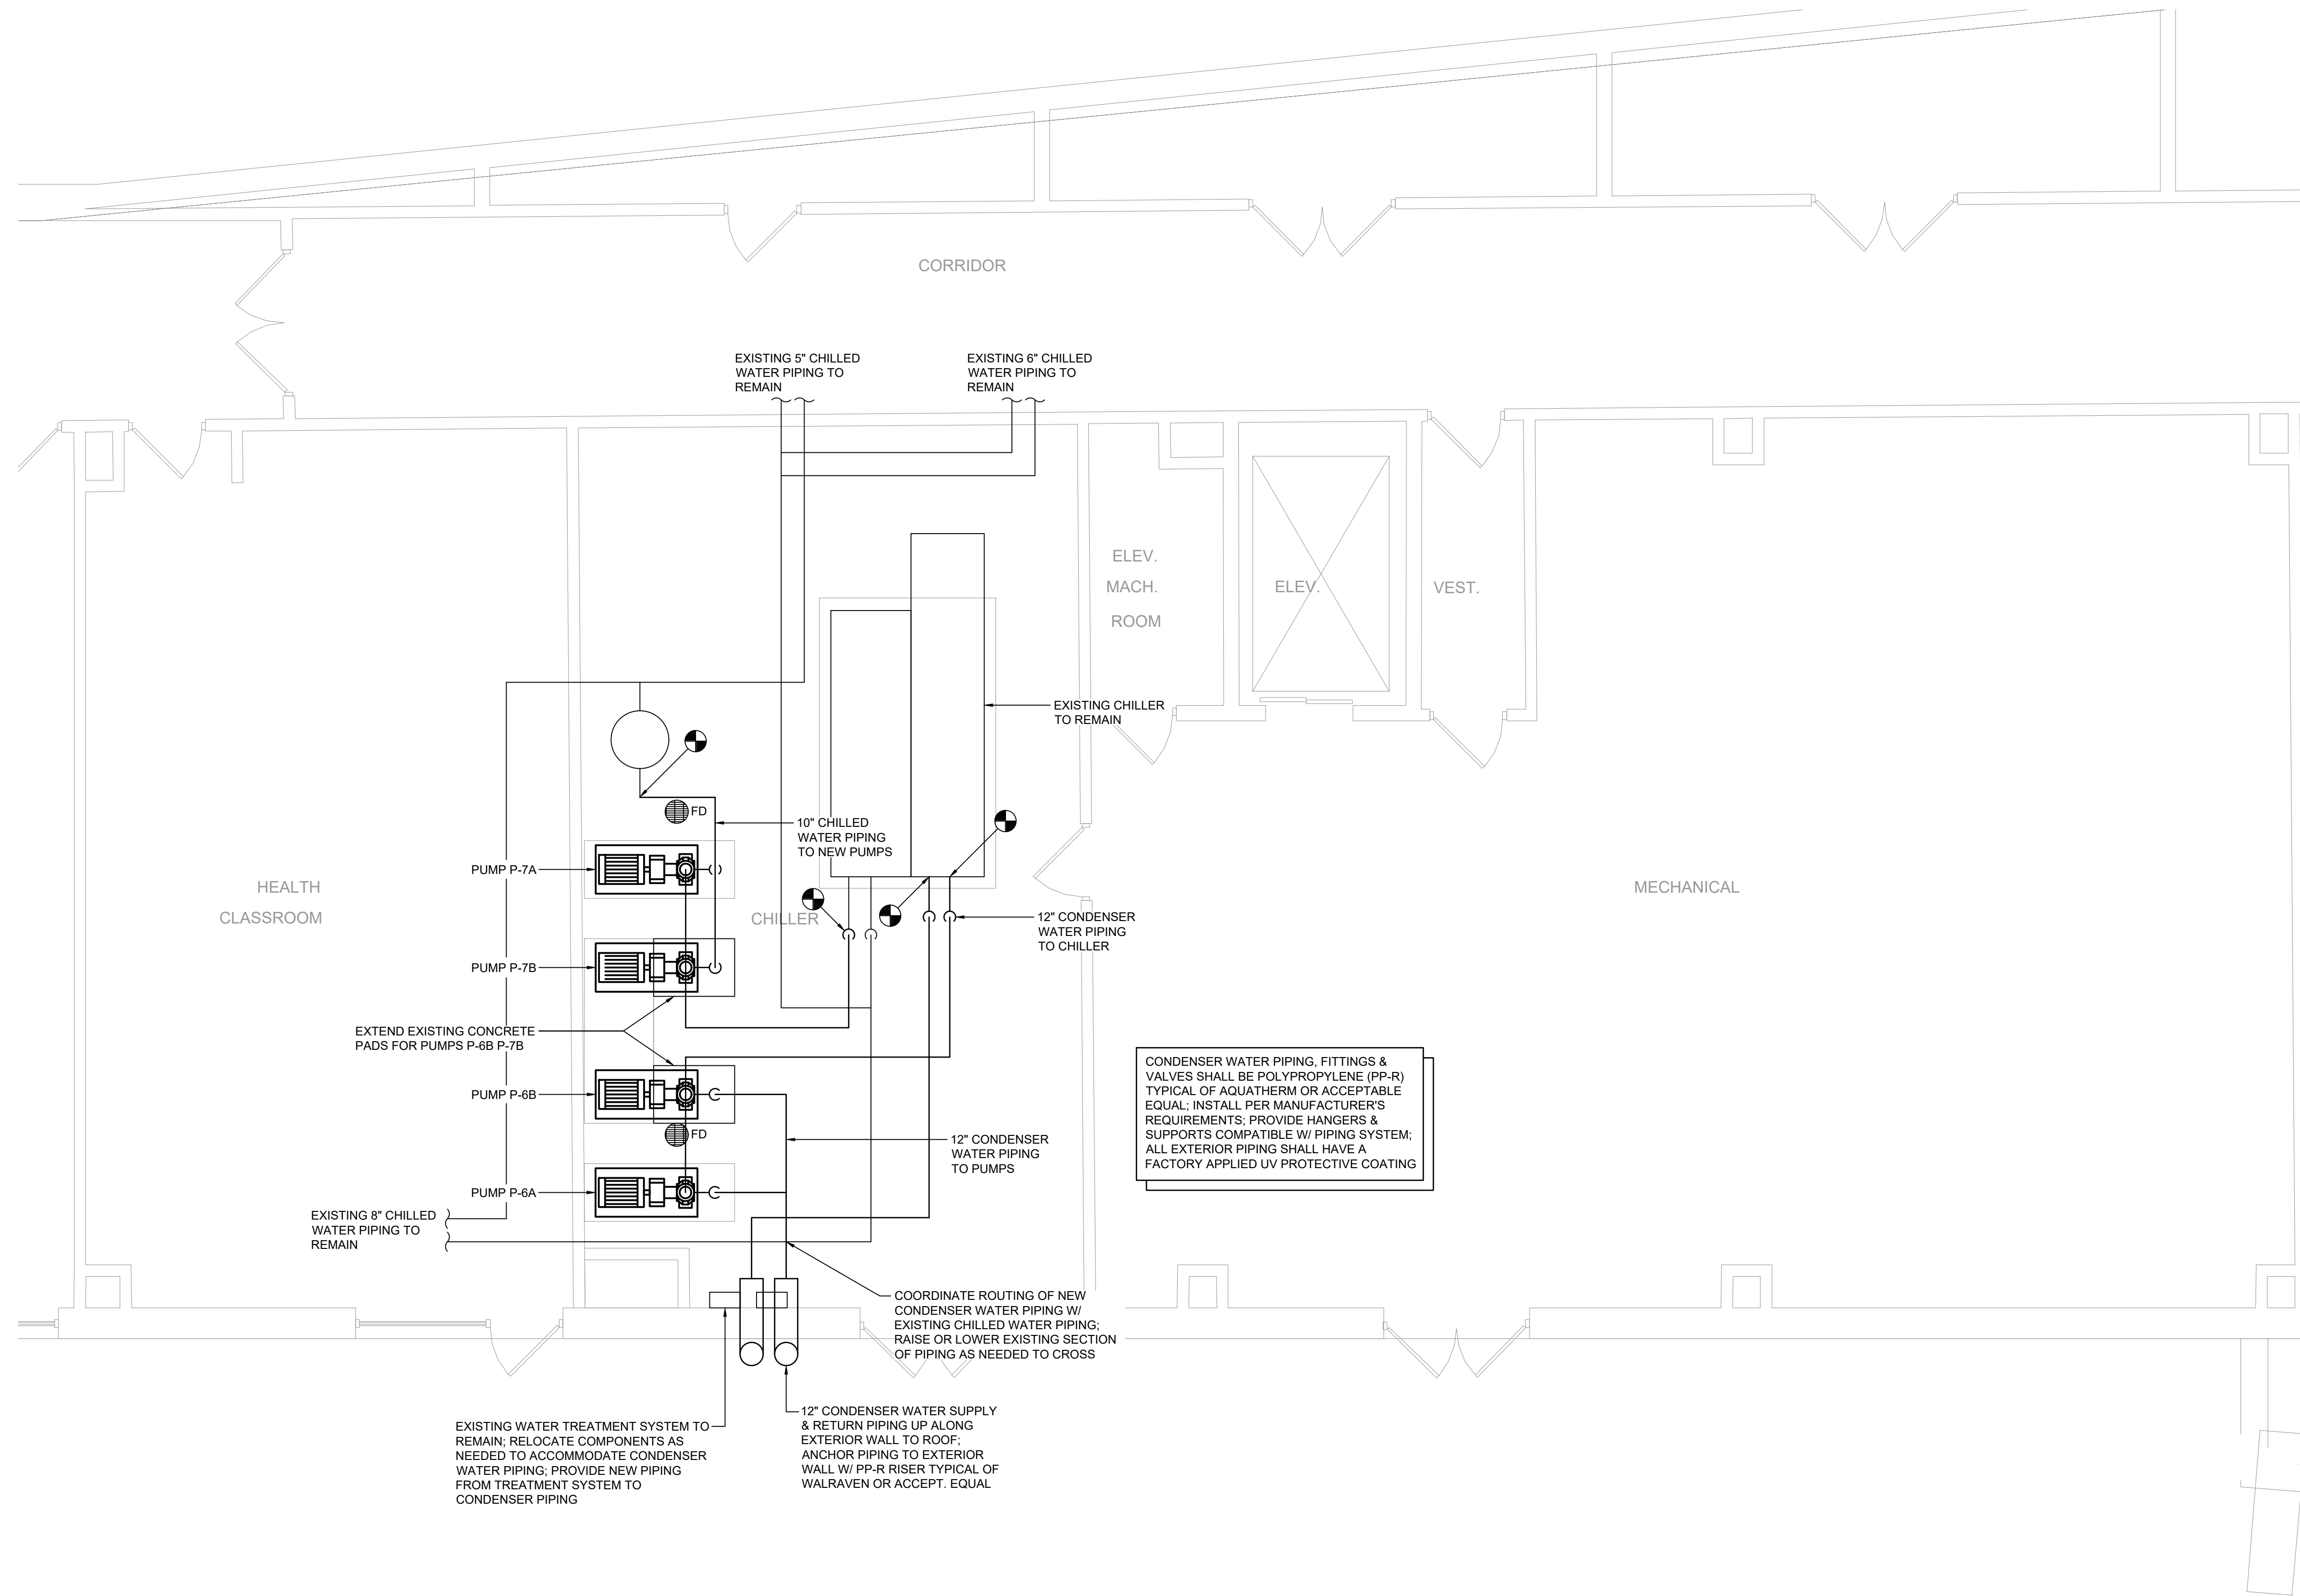 CORRIDOR
EXISTING 5" CHILLED
WATER PIPING TO
REMAIN
EXISTING 6" CHILLED
WATER PIPING TO
REMAIN
ELEV.
MACH.
ROOM
ELEV.
VEST.
EXISTING CHILLER
TO REMAIN
FD
10" CHILLED
WATER PIPING
TO NEW PUMPS
PUMP P-7A
HEALTH
CLASSROOM
CHILLER
MECHANICAL
12" CONDENSER
WATER PIPING
TO CHILLER
PUMP P-7B
EXTEND EXISTING CONCRETE
PADS FOR PUMPS P-6B P-7B
PUMP P-6B
FD
12" CONDENSER
WATER PIPING
TO PUMPS
CONDENSER WATER PIPING, FITTINGS &
VALVES SHALL BE POLYPROPYLENE (PP-R)
TYPICAL OF AQUATHERM OR ACCEPTABLE
EQUAL; INSTALL PER MANUFACTURER'S
REQUIREMENTS; PROVIDE HANGERS &
SUPPORTS COMPATIBLE W/ PIPING SYSTEM;
ALL EXTERIOR PIPING SHALL HAVE A
FACTORY APPLIED UV PROTECTIVE COATING
PUMP P-6A
EXISTING 8" CHILLED
WATER PIPING TO
REMAIN
COORDINATE ROUTING OF NEW
CONDENSER WATER PIPING W/
EXISTING CHILLED WATER PIPING;
RAISE OR LOWER EXISTING SECTION
OF PIPING AS NEEDED TO CROSS
EXISTING WATER TREATMENT SYSTEM TO
REMAIN; RELOCATE COMPONENTS AS
NEEDED TO ACCOMMODATE CONDENSER
WATER PIPING; PROVIDE NEW PIPING
FROM TREATMENT SYSTEM TO
CONDENSER PIPING
12" CONDENSER WATER SUPPLY
& RETURN PIPING UP ALONG
EXTERIOR WALL TO ROOF;
ANCHOR PIPING TO EXTERIOR
WALL W/ PP-R RISER TYPICAL OF
WALRAVEN OR ACCEPT. EQUAL